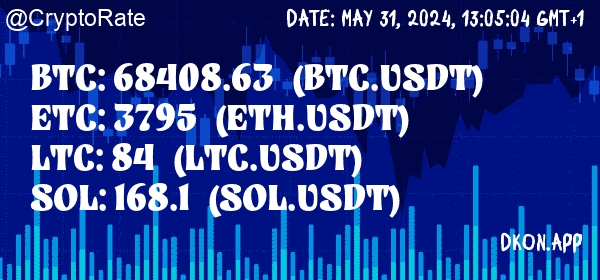 @CryptoRate
DATE: MAY 31, 2024, 13:05:04 GMT+1
BTC: 68408.63 (BTC.USDT)
ETC: 3795 (ETH.USDT)
LTC: 84 (LTC.USDT)
SOL: 168.1 (SOL.USDT)
DKON.APP